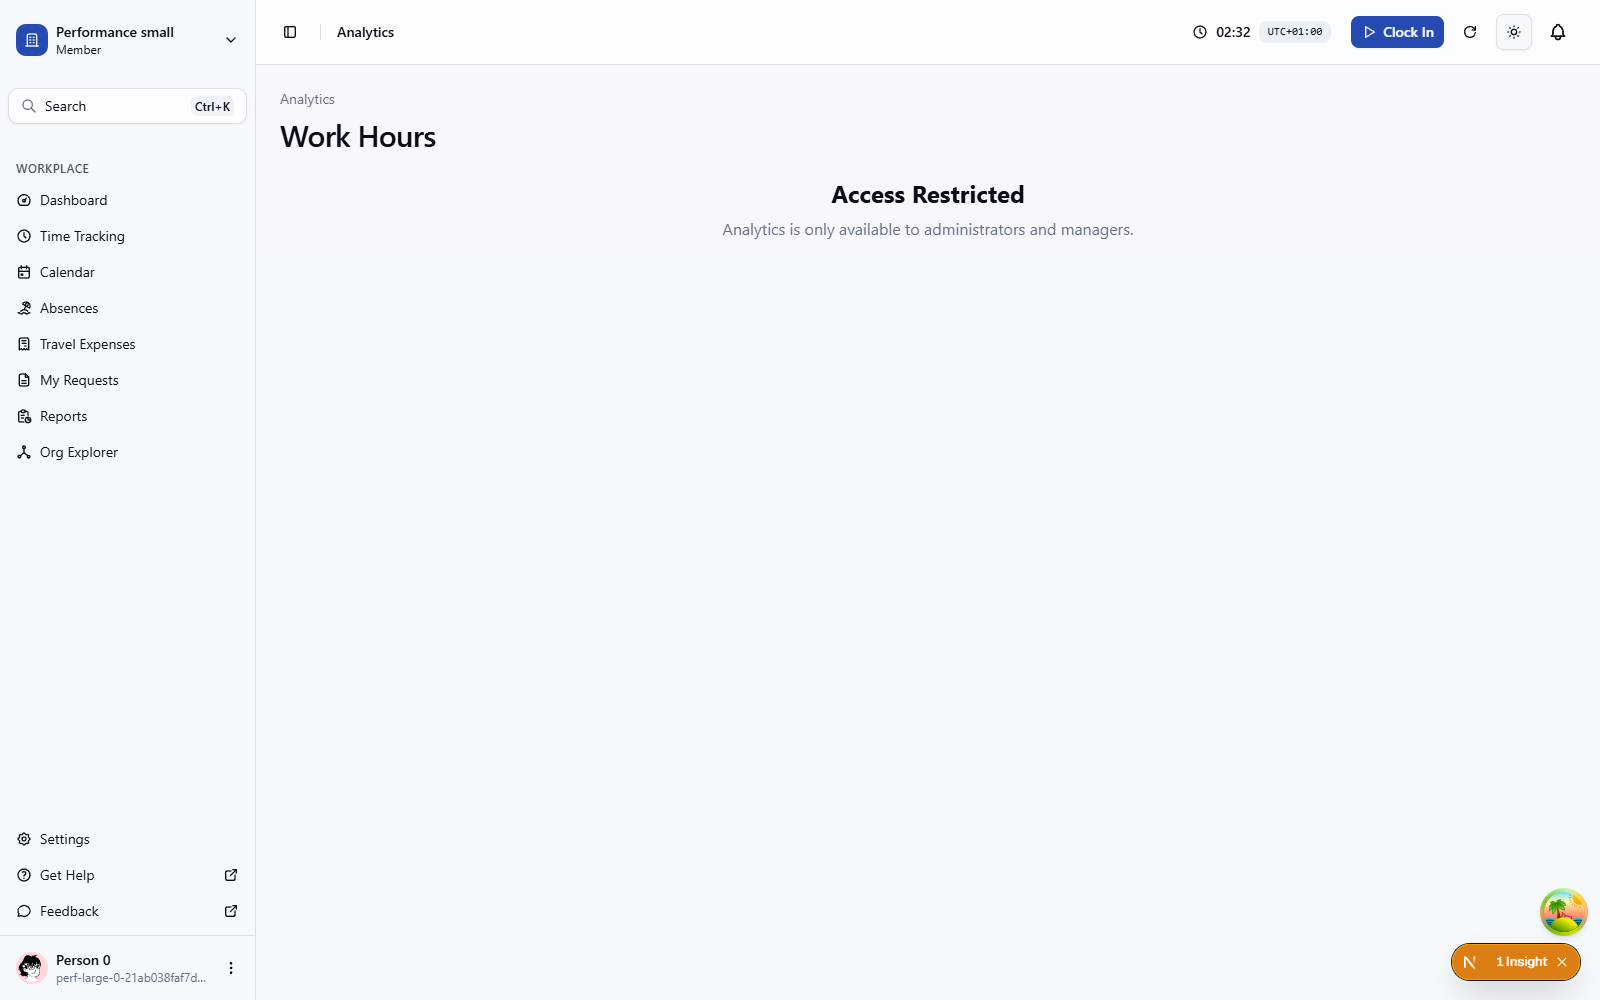 Performance small
Member
Search
Ctrl+K
WORKPLACE
Dashboard
Time Tracking
Calendar
Absences
Travel Expenses
My Requests
Reports
Org Explorer
Settings
Get Help
Feedback
Person 0
perf-large-0-21ab038faf7d...
Analytics
02:32
UTC+01:00
Clock In
Analytics
Work Hours
Access Restricted
Analytics is only available to administrators and managers.
1 Insight